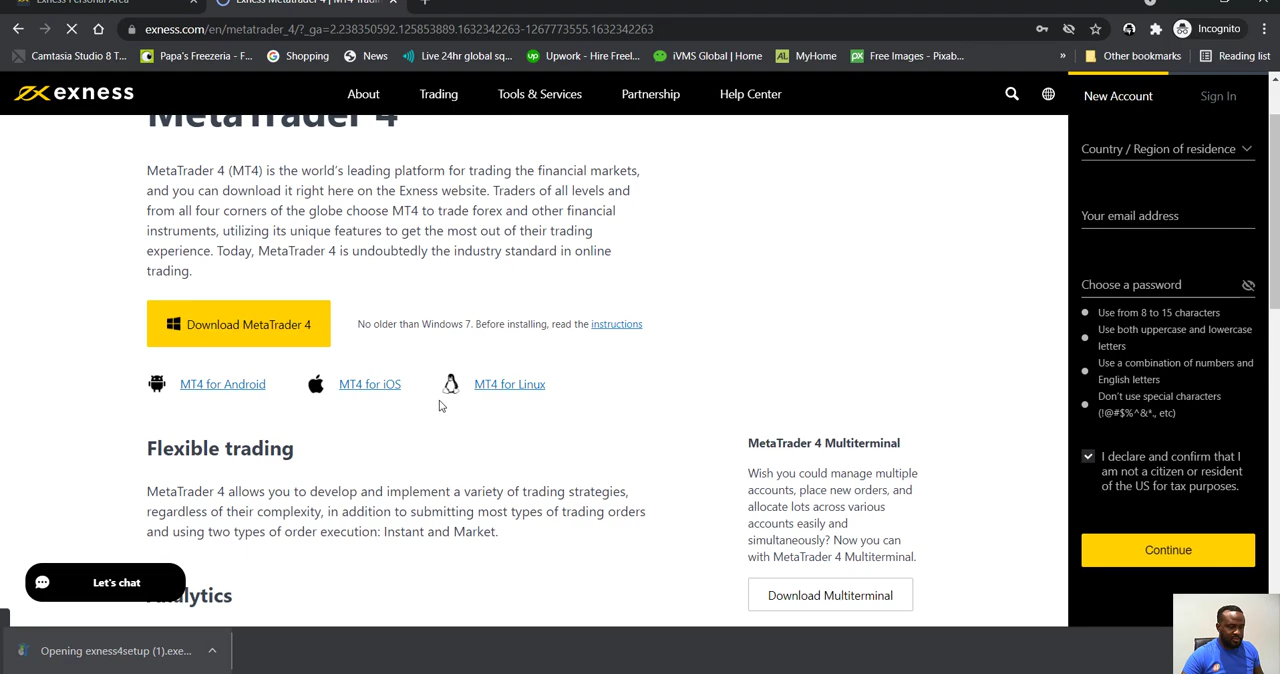 Exness Personal Area
Exness MetaTrader 4 | MT4 Tradi
exness.com/en/metatrader_4/?_ga=2.238350592.125853889.1632342263-1267773555.1632342263
Incognito
Camtasia Studio 8 T...
Papa's Freezeria - F...
Shopping
News
Live 24hr global sq...
Upwork - Hire Freel...
iVMS Global | Home
MyHome
Free Images - Pixab...
»
Other bookmarks
Reading list
exness
About
Trading
Tools & Services
Partnership
Help Center
New Account
Sign In
MetaTrader 4
MetaTrader 4 (MT4) is the world's leading platform for trading the financial markets,
and you can download it right here on the Exness website. Traders of all levels and
from all four corners of the globe choose MT4 to trade forex and other financial
instruments, utilizing its unique features to get the most out of their trading
experience. Today, MetaTrader 4 is undoubtedly the industry standard in online
trading.
Download MetaTrader 4
No older than Windows 7. Before installing, read the instructions
MT4 for Android
MT4 for iOS
MT4 for Linux
Flexible trading
MetaTrader 4 allows you to develop and implement a variety of trading strategies,
regardless of their complexity, in addition to submitting most types of trading orders
and using two types of order execution: Instant and Market.
MetaTrader 4 Multiterminal
Wish you could manage multiple
accounts, place new orders, and
allocate lots across various
accounts easily and
simultaneously? Now you can
with MetaTrader 4 Multiterminal.
Download Multiterminal
Country / Region of residence
Your email address
Choose a password
Use from 8 to 15 characters
Use both uppercase and lowercase
letters
Use a combination of numbers and
English letters
Don't use special characters
(!@#$%^&*., etc)
I declare and confirm that I
am not a citizen or resident
of the US for tax purposes.
Continue
Let's chat
Analytics
Opening exness4setup (1).exe...